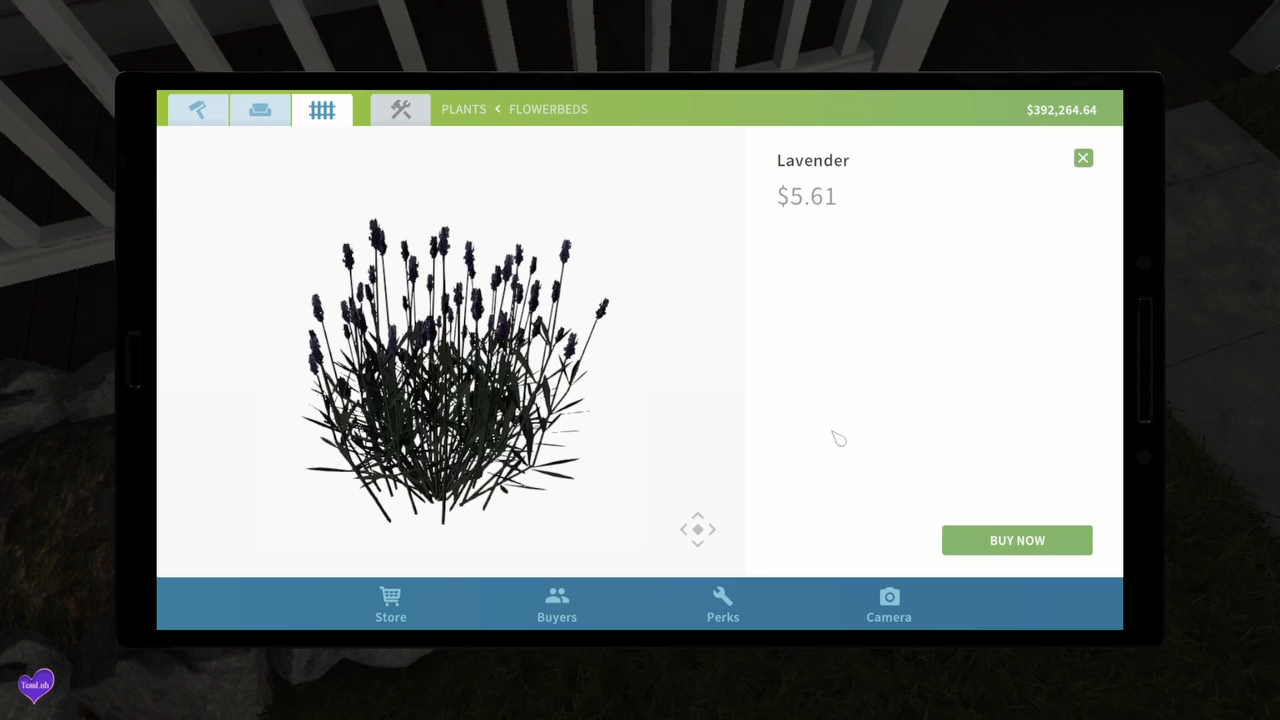 PLANTS < FLOWERBEDS
$392,264.64
Lavender
$5.61
BUY NOW
Store
Buyers
Perks
Camera